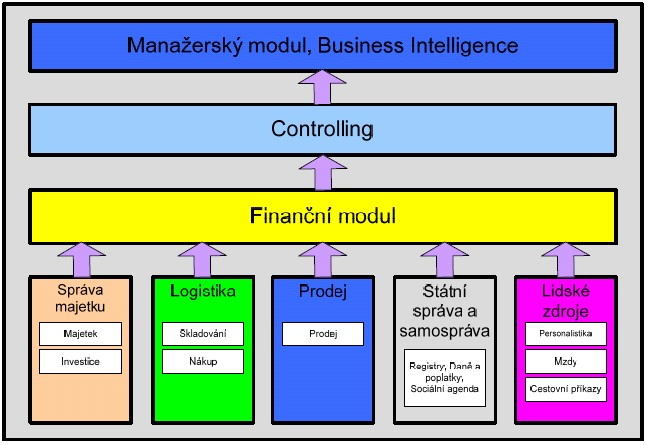 Manažerský modul, Business Intelligence
Controlling
Finanční modul
Správa
majetku
Majetek
Investice
Logistika
Skladování
Nákup
Prodej
Prodej
Státní
správa a
samospráva
Registry, Daně a
poplatky,
Sociální agenda
Lidské
zdroje
Personalistika
Mzdy
Cestovní příkazy